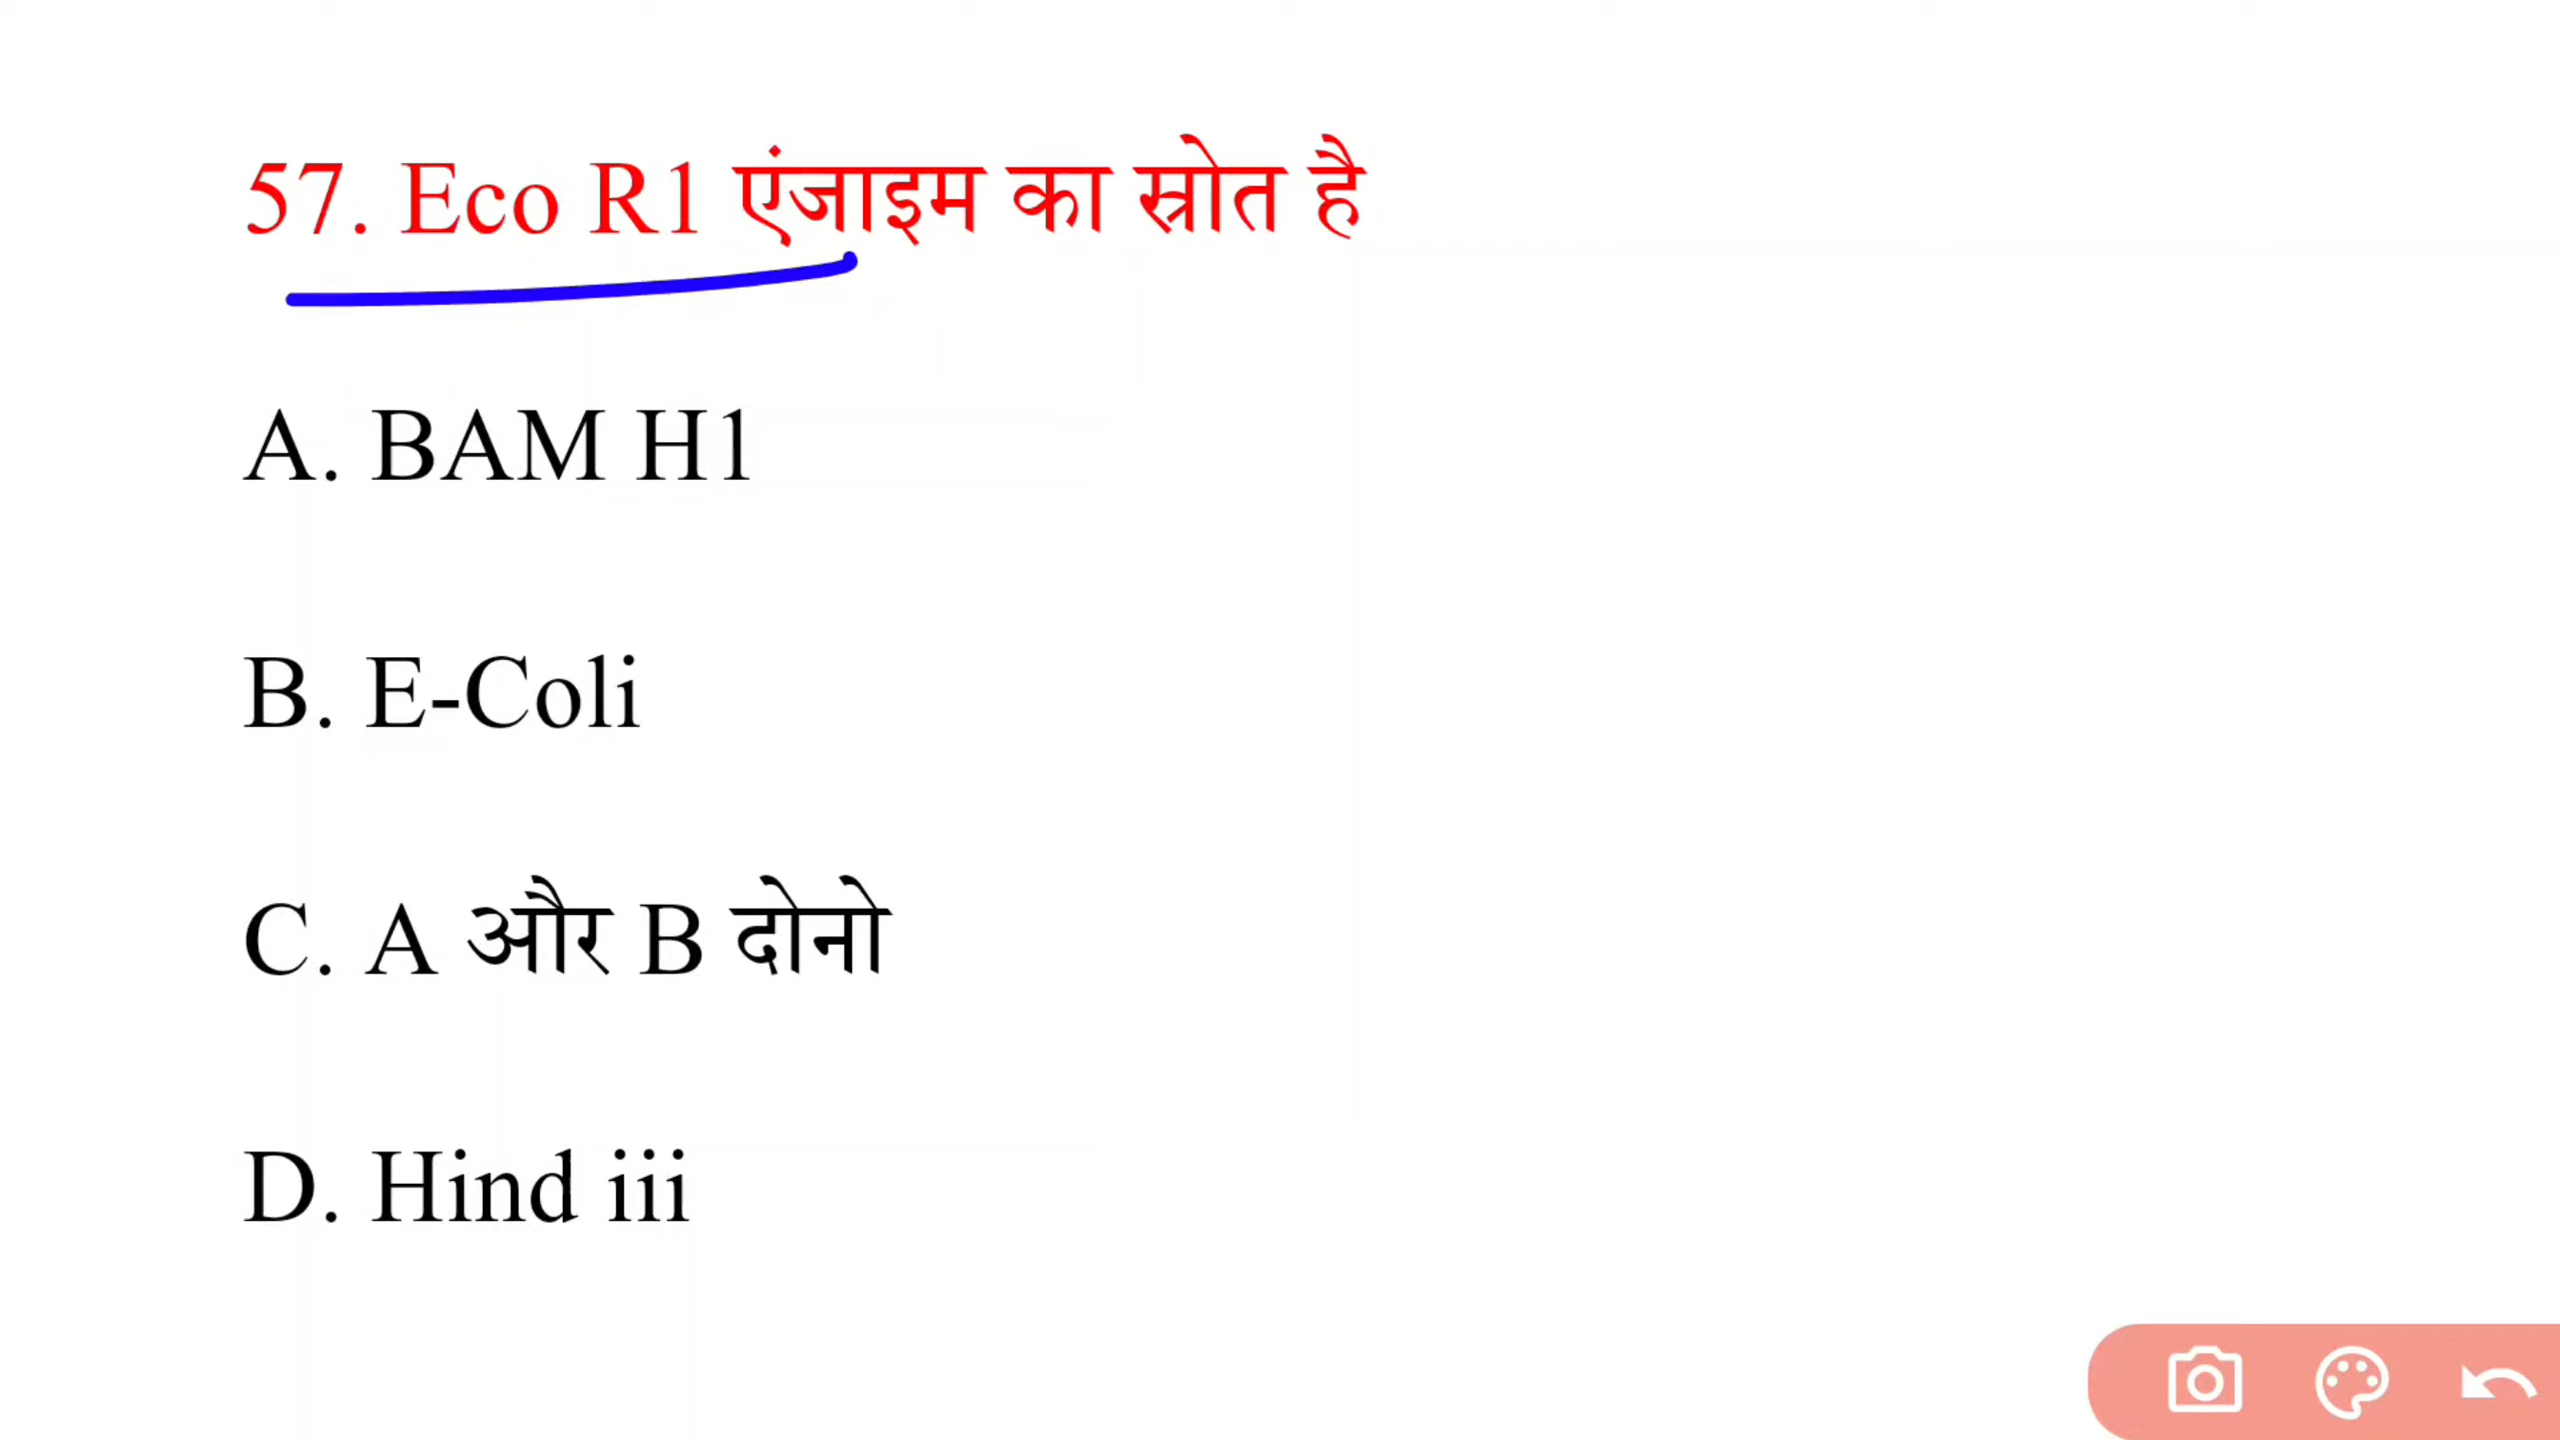 57. Eco R1 एंजाइम का स्रोत है
A. BAM H1
B. E-Coli
C. A और B दोनो
D. Hind iii